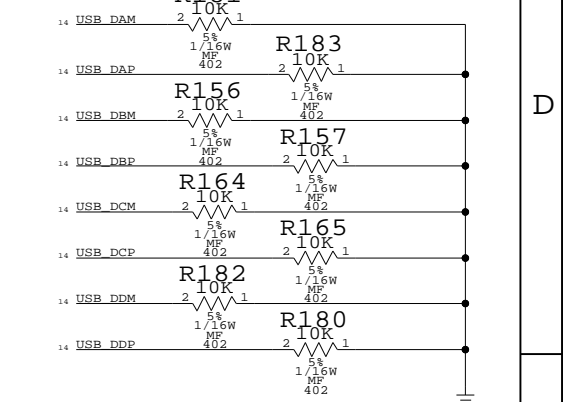 10K
14 USB_DAM 2 1
5%
1/16W
MF
402
R183
10K
14 USB_DAP 2 1
5%
1/16W
MF
402
R156
10K
14 USB_DBM 2 1
5%
1/16W
MF
402
R157
10K
14 USB_DBP 2 1
5%
1/16W
MF
402
R164
10K
14 USB_DCM 2 1
5%
1/16W
MF
402
R165
10K
14 USB_DCP 2 1
5%
1/16W
MF
402
R182
10K
14 USB_DDM 2 1
5%
1/16W
MF
402
R180
10K
14 USB_DDP 2 1
5%
1/16W
MF
402
D